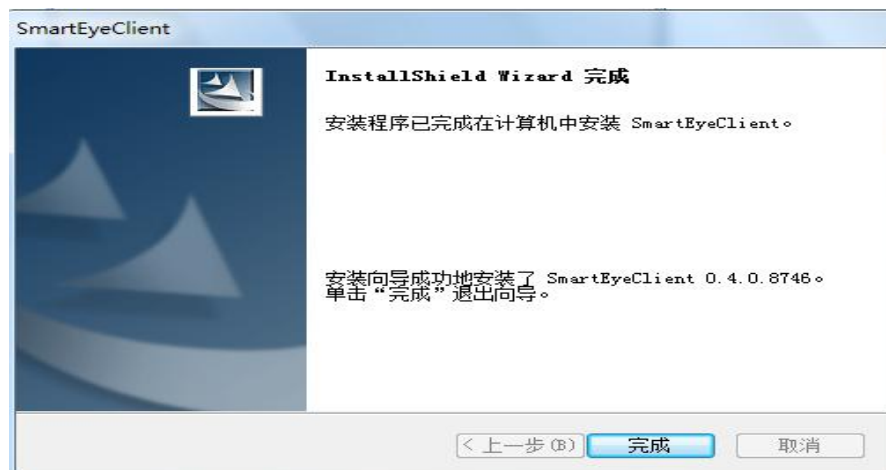 SmartEyeClient
InstallShield Wizard 完成
安装程序已完成在计算机中安装 SmartEyeClient。
安装向导成功地安装了 SmartEyeClient 0.4.0.8746。
单击“完成”退出向导。
< 上一步(B) 完成 取消